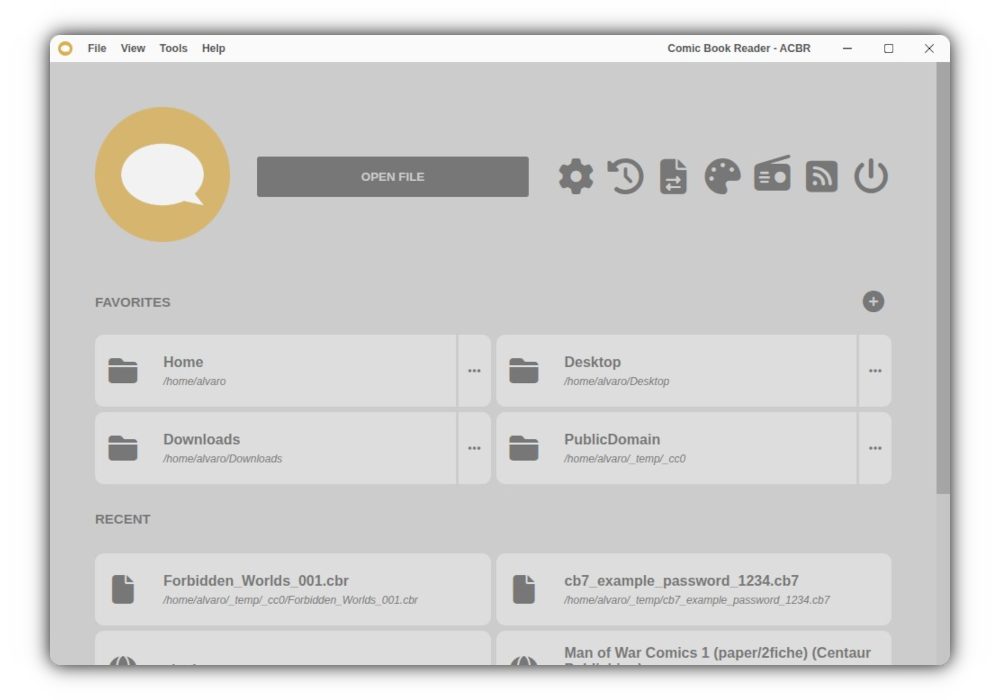 File View Tools Help Comic Book Reader - ACBR
OPEN FILE
FAVORITES
Home
/home/alvaro
Desktop
/home/alvaro/Desktop
Downloads
/home/alvaro/Downloads
PublicDomain
/home/alvaro/_temp/_cc0
RECENT
Forbidden_Worlds_001.cbr
/home/alvaro/_temp/_cc0/Forbidden_Worlds_001.cbr
cb7_example_password_1234.cb7
/home/alvaro/_temp/cb7_example_password_1234.cb7
Man of War Comics 1 (paper/2fiche) (Centaur